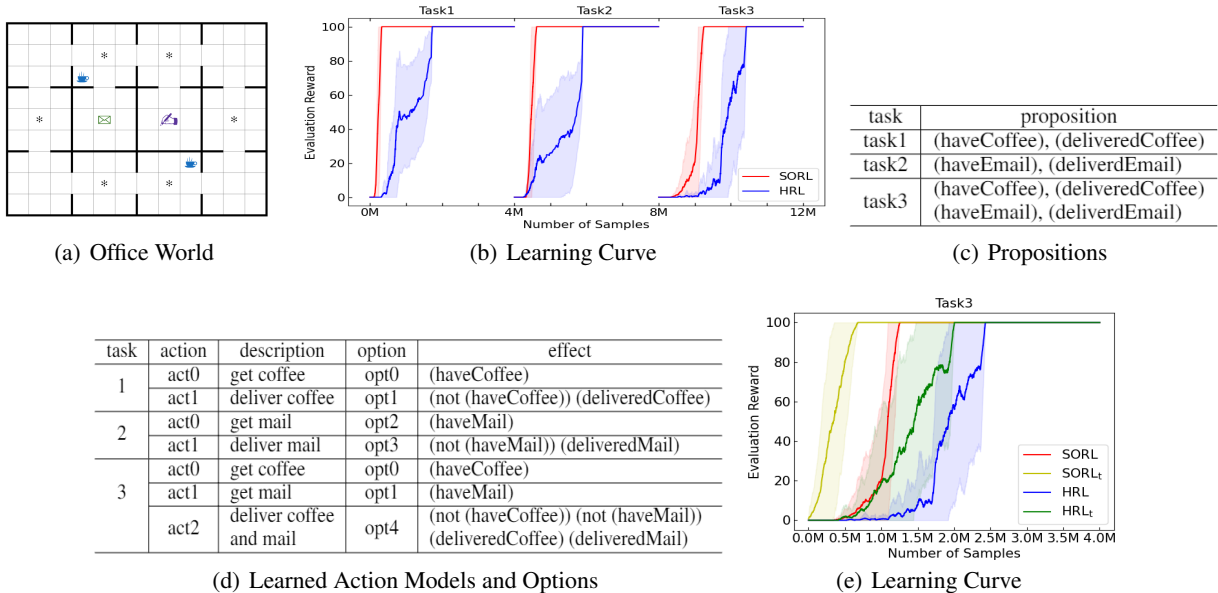 * *
* *
* *
(a) Office World
Task1 Task2 Task3
Evaluation Reward
100
80
60
40
20
0
SORL
HRL
0M 4M 8M 12M
Number of Samples
(b) Learning Curve
task proposition
task1 (haveCoffee), (deliveredCoffee)
task2 (haveEmail), (deliverdEmail)
task3 (haveCoffee), (deliveredCoffee)
(haveEmail), (deliverdEmail)
(c) Propositions
task action description option effect
1 act0 get coffee opt0 (haveCoffee)
act1 deliver coffee opt1 (not (haveCoffee)) (deliveredCoffee)
2 act0 get mail opt2 (haveMail)
act1 deliver mail opt3 (not (haveMail)) (deliveredMail)
3 act0 get coffee opt0 (haveCoffee)
act1 get mail opt1 (haveMail)
act2 deliver coffee and mail opt4 (not (haveCoffee)) (not (haveMail))
(deliveredCoffee) (deliveredMail)
(d) Learned Action Models and Options
Task3
Evaluation Reward
100
80
60
40
20
0
SORL
SORLt
HRL
HRLt
0.0M 0.5M 1.0M 1.5M 2.0M 2.5M 3.0M 3.5M 4.0M
Number of Samples
(e) Learning Curve